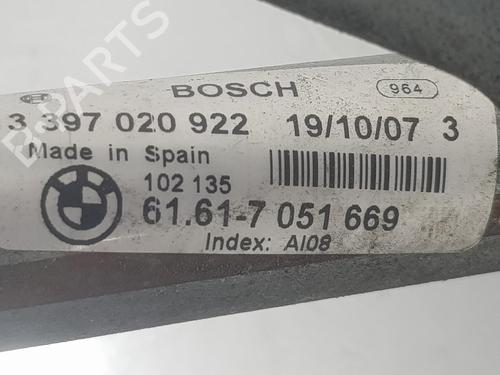 BOSCH 964
3 397 020 922 19/10/07 3
Made in Spain
102 135
61.61-7 051 669
Index: AI08
B-PARTS